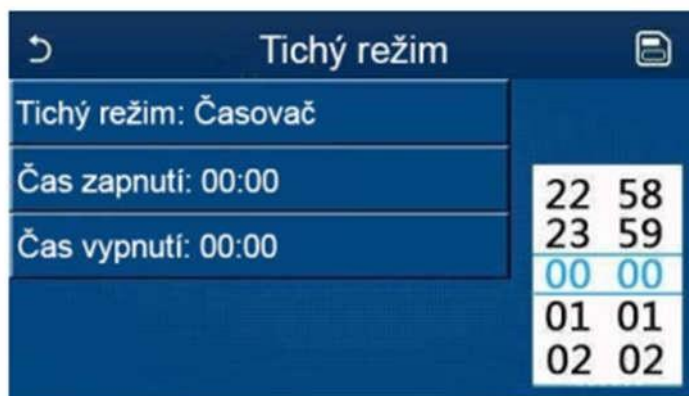 Tichý režim
Tichý režim: Časovač
Čas zapnutí: 00:00
Čas vypnutí: 00:00
22 58
23 59
00 00
01 01
02 02